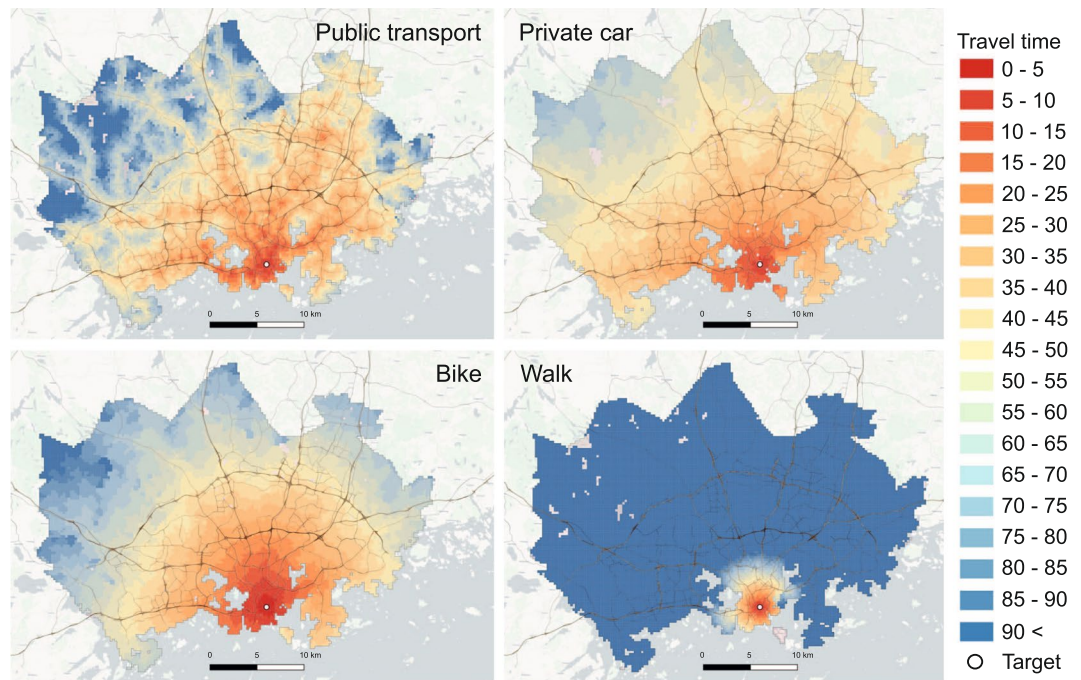 Public transport
Private car
0 5 10 km
0 5 10 km
Bike
Walk
0 5 10 km
0 5 10 km
Travel time
0 - 5
5 - 10
10 - 15
15 - 20
20 - 25
25 - 30
30 - 35
35 - 40
40 - 45
45 - 50
50 - 55
55 - 60
60 - 65
65 - 70
70 - 75
75 - 80
80 - 85
85 - 90
90 <
Target